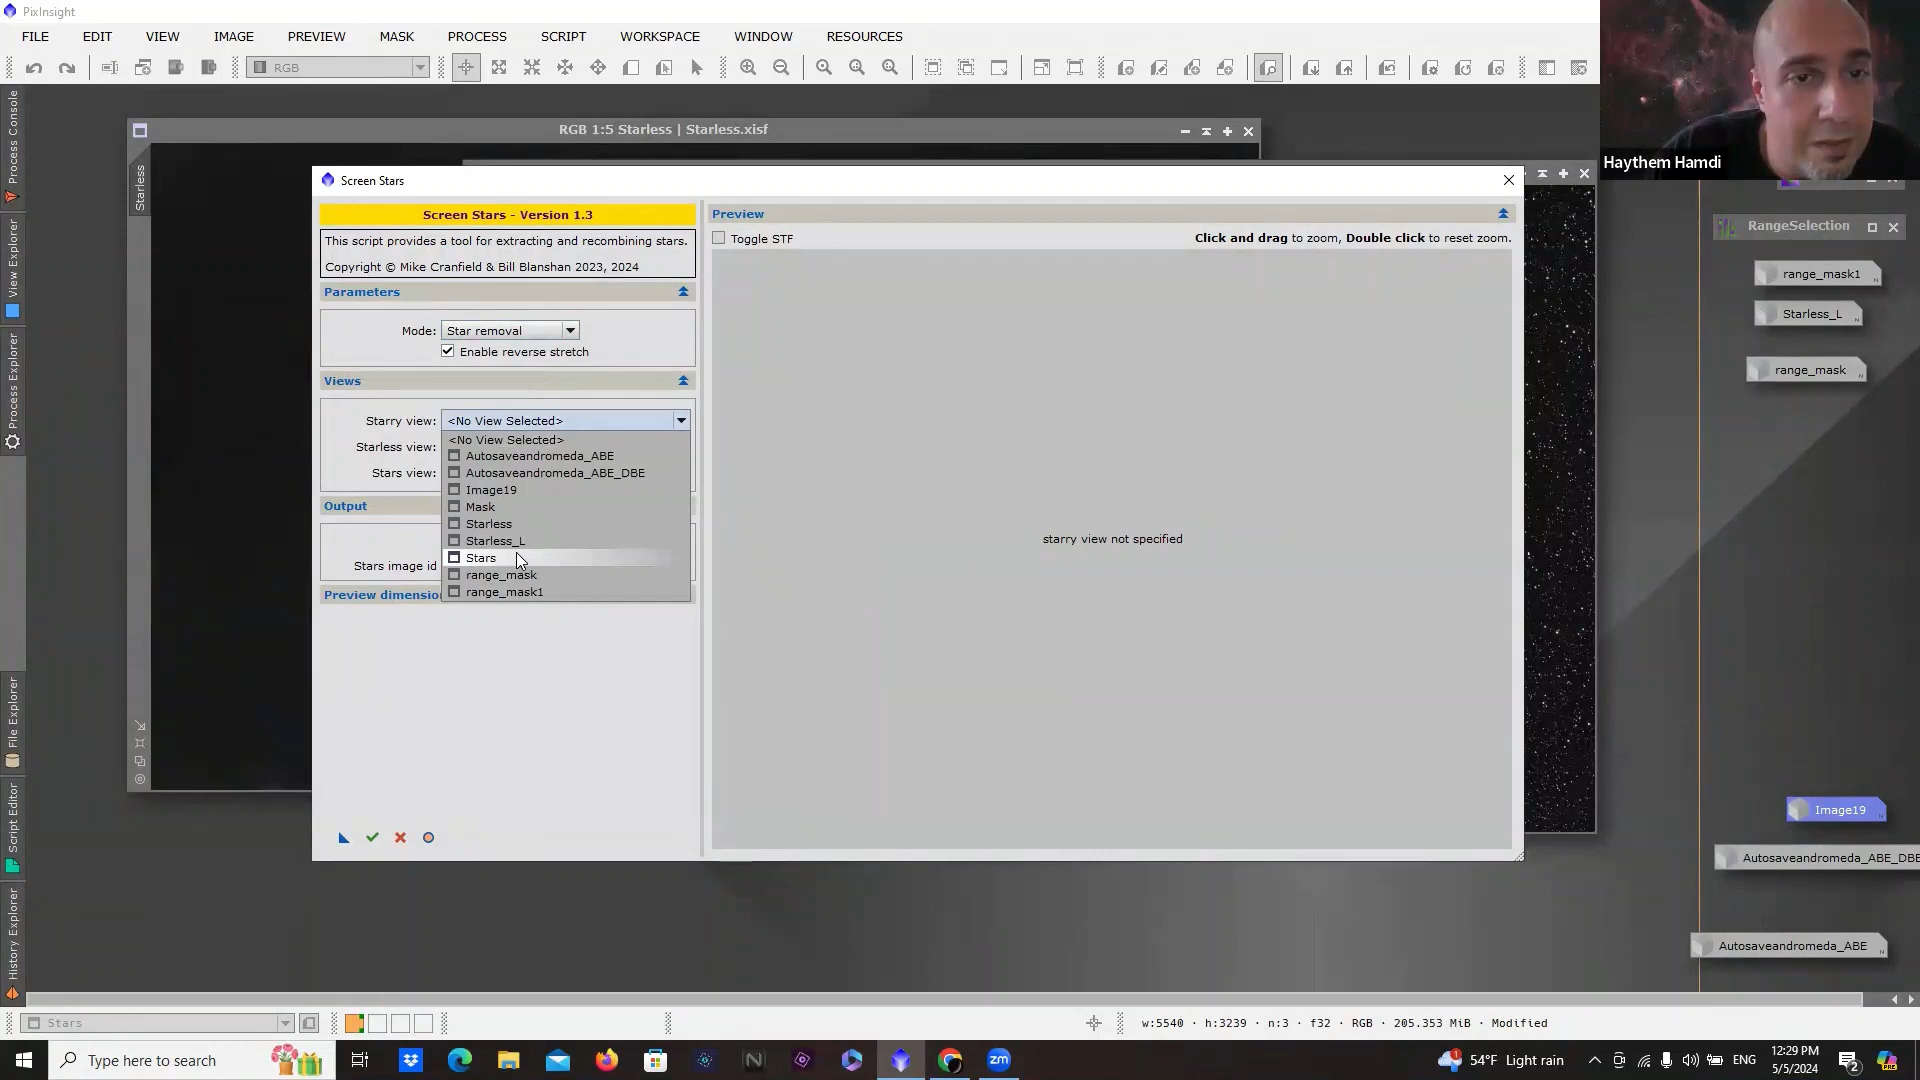 PixInsight
FILE EDIT VIEW IMAGE PREVIEW MASK PROCESS SCRIPT WORKSPACE WINDOW RESOURCES
RGB
Haythem Hamdi
Process Console
View Explorer
Process Explorer
File Explorer
Script Editor
History Explorer
RGB 1:5 Starless | Starless.xisf
Starless
Screen Stars
Screen Stars - Version 1.3
This script provides a tool for extracting and recombining stars.
Copyright © Mike Cranfield & Bill Blanshan 2023, 2024
Parameters
Mode: Star removal
Enable reverse stretch
Views
Starry view: <No View Selected>
Starless view:
Stars view:
<No View Selected>
Autosaveandromeda_ABE
Autosaveandromeda_ABE_DBE
Image19
Mask
Starless
Starless_L
Stars
range_mask
range_mask1
Output
Stars image id
Preview dimensio
Preview
Toggle STF
Click and drag to zoom, Double click to reset zoom.
starry view not specified
RangeSelection
range_mask1
Starless_L
range_mask
Image19
Autosaveandromeda_ABE_DBE
Autosaveandromeda_ABE
Stars
w:5540 · h:3239 · n:3 · f32 · RGB · 205.353 MiB · Modified
Type here to search
zm
54°F Light rain
ENG
12:29 PM
5/5/2024
2